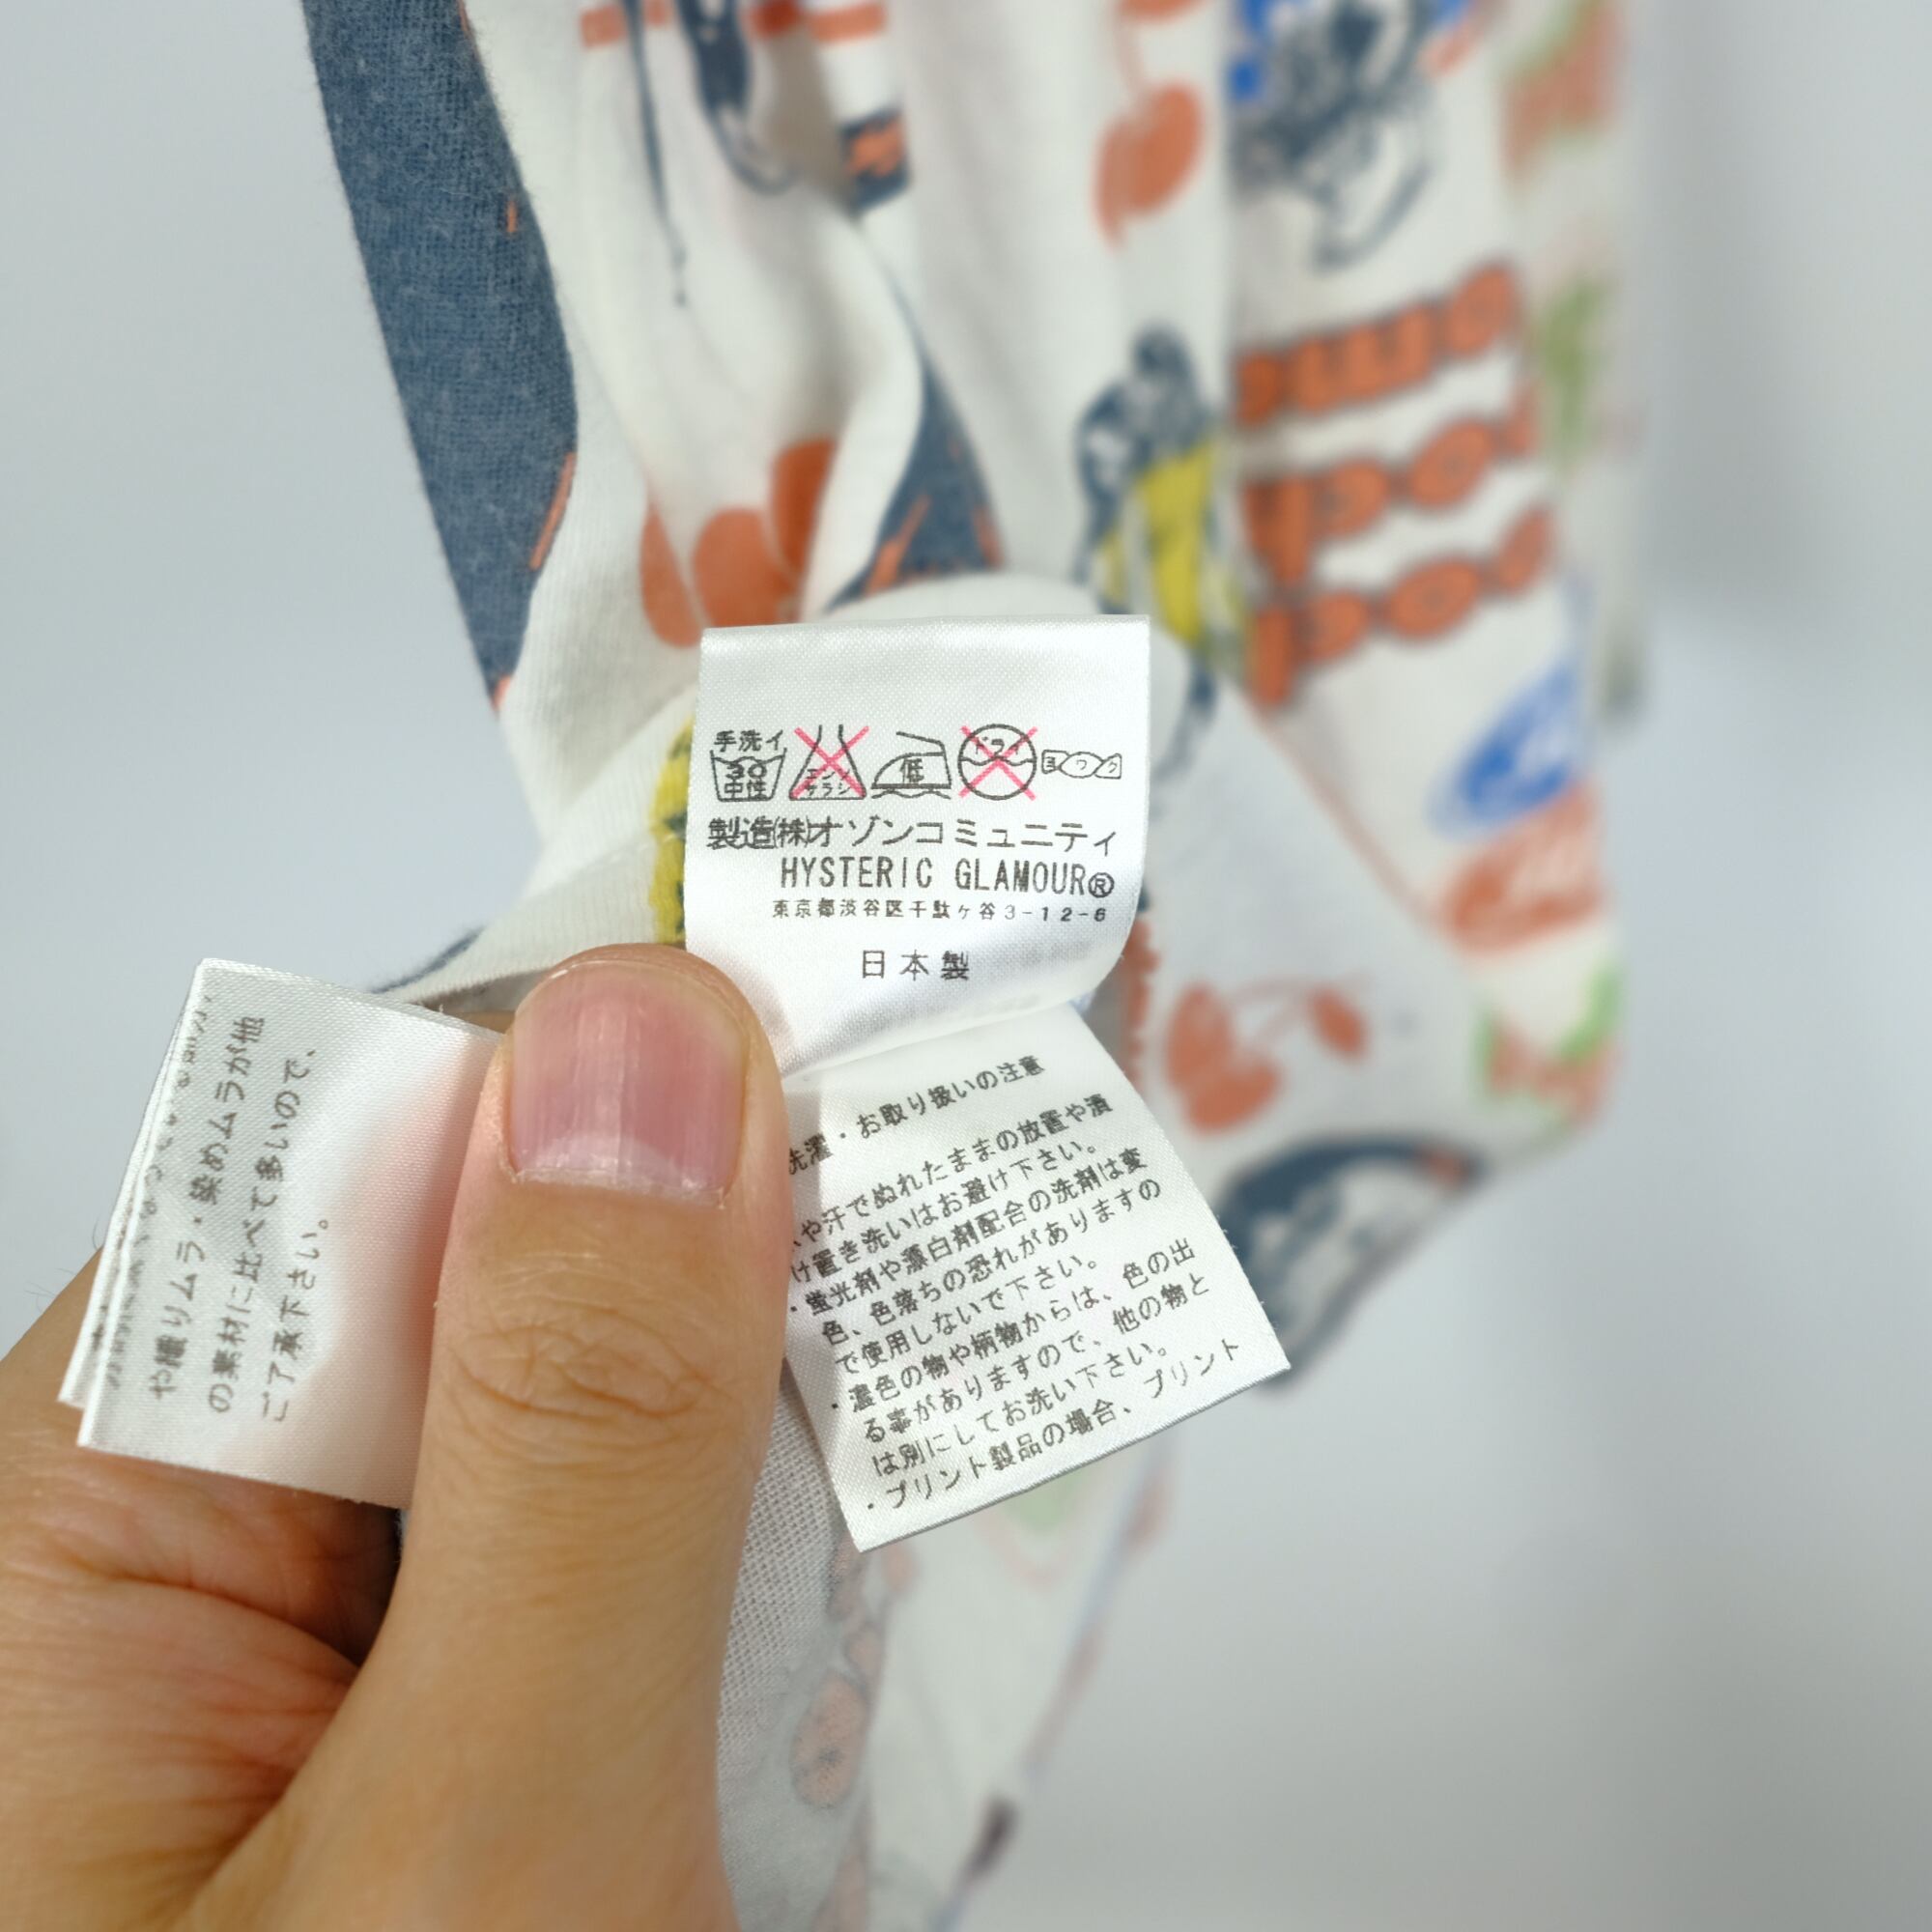 手洗イ
30
中性
エンソ
サラシ
低
ドライ
ヨワク
製造㈱オゾンコミュニティ
HYSTERIC GLAMOUR®
東京都渋谷区千駄ヶ谷3-12-6
日本製
洗濯・お取り扱いの注意
や汗でぬれたままの放置や漬
け置き洗いはお避け下さい。
・蛍光剤や漂白剤配合の洗剤は変
色、色落ちの恐れがありますの
で使用しないで下さい。
・濃色の物や柄物からは、色の出
る事がありますので、他の物と
は別にしてお洗い下さい。
・プリント製品の場合、プリント
や織りムラ・染めムラが他
の素材に比べて多いので、
ご了承下さい。